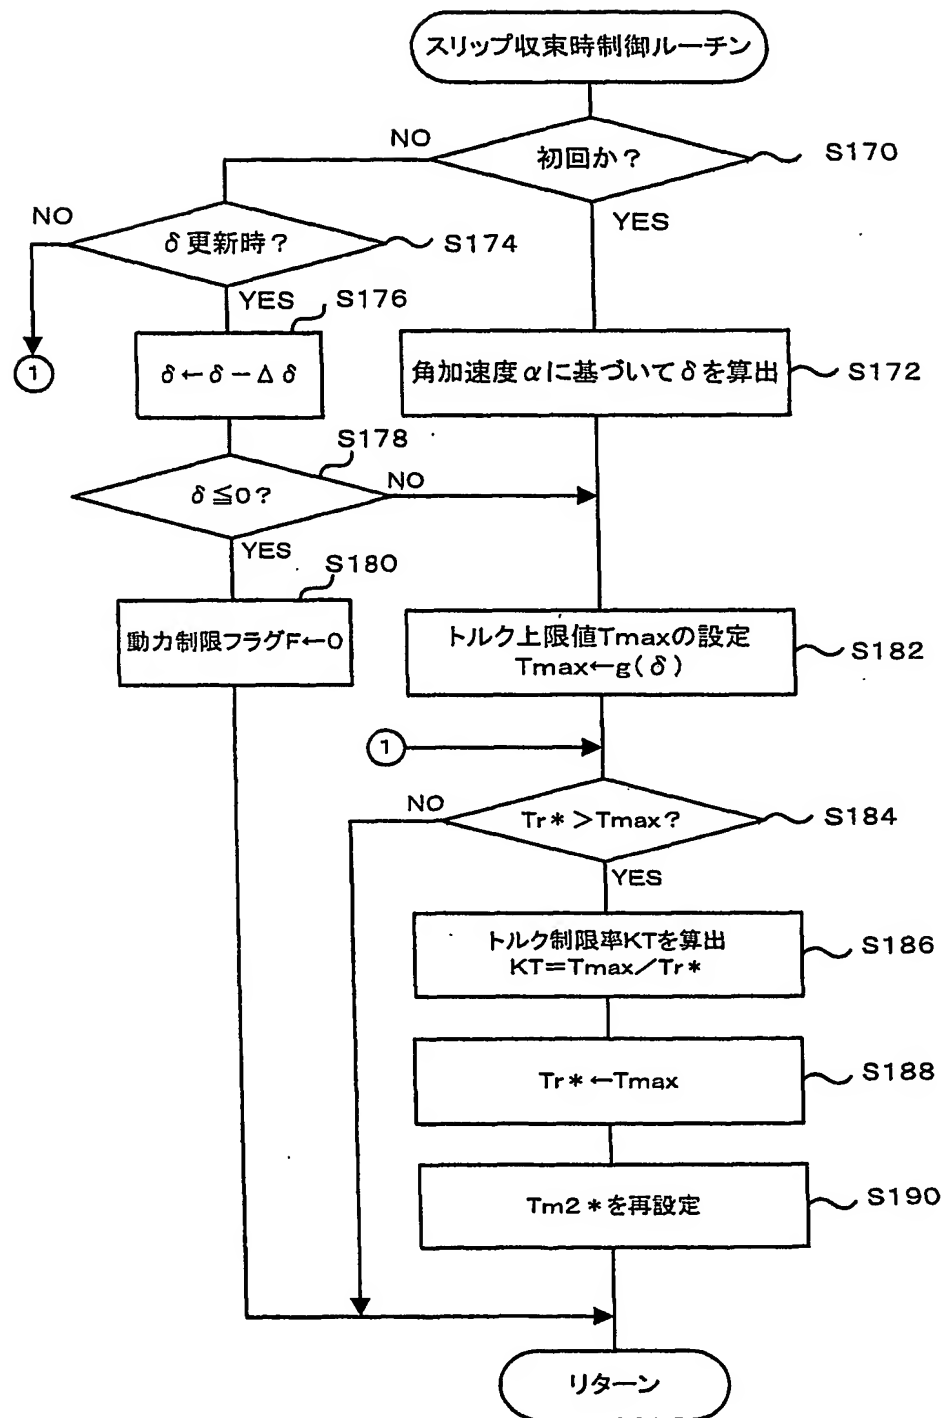 スリップ収束時制御ルーチン
初回か？
S170
NO
YES
δ更新時？
S174
NO
YES
S176
δ←δ－Δδ
①
角加速度αに基づいてδを算出
S172
S178
δ≦0？
NO
YES
S180
動力制限フラグF←0
トルク上限値Tmaxの設定
Tmax←g(δ)
S182
①
Tr*＞Tmax？
S184
NO
YES
トルク制限率KTを算出
KT＝Tmax／Tr*
S186
Tr*←Tmax
S188
Tm2*を再設定
S190
リターン